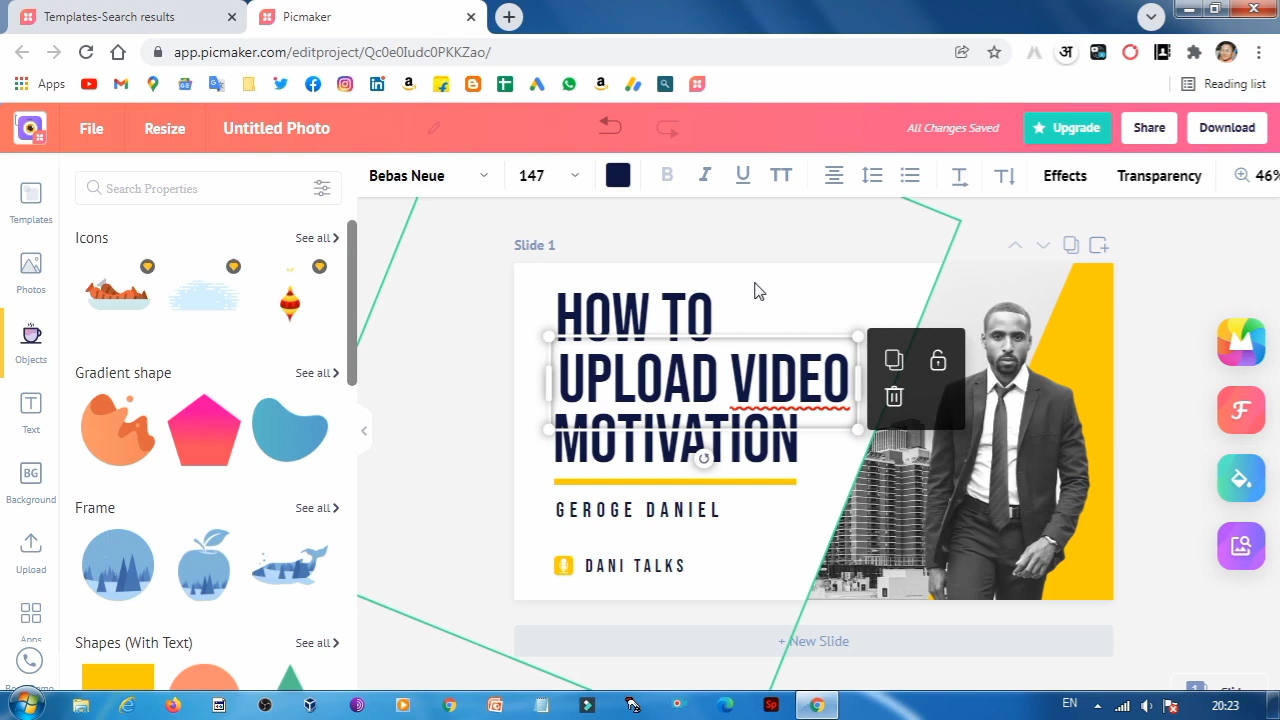 Templates-Search results
Picmaker
app.picmaker.com/editproject/Qc0e0Iudc0PKKZao/
Apps
Reading list
File
Resize
Untitled Photo
All Changes Saved
Upgrade
Share
Download
Bebas Neue
147
B
I
U
TT
T
T
Effects
Transparency
46%
Search Properties
Templates
Photos
Objects
Text
BG
Background
Upload
Apps
Icons
See all
Gradient shape
See all
Frame
See all
Shapes (With Text)
See all
Slide 1
HOW TO
UPLOAD VIDEO
MOTIVATION
GEROGE DANIEL
DANI TALKS
+ New Slide
EN
20:23